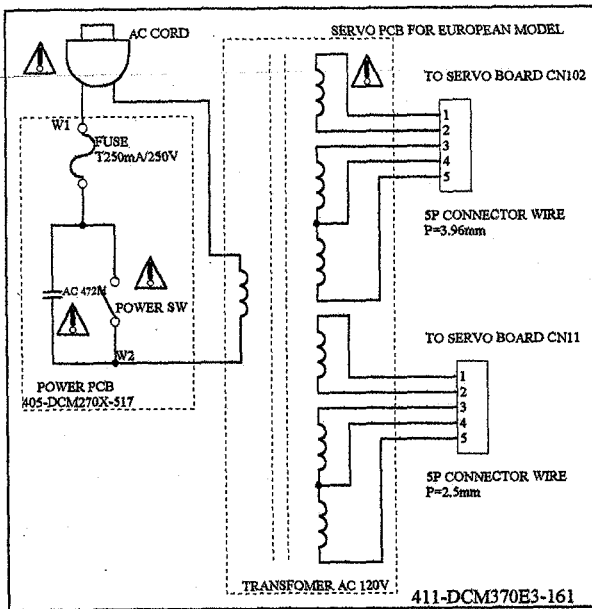 AC CORD
SERVO PCB FOR EUROPEAN MODEL
TO SERVO BOARD CN102
1
2
3
4
5
5P CONNECTOR WIRE
P=3.96mm
W1
FUSE
T250mA/250V
AC 472M
POWER SW
W2
POWER PCB
405-DCM270X-517
TO SERVO BOARD CN11
1
2
3
4
5
5P CONNECTOR WIRE
P=2.5mm
TRANSFOMER AC 120V
411-DCM370E3-161